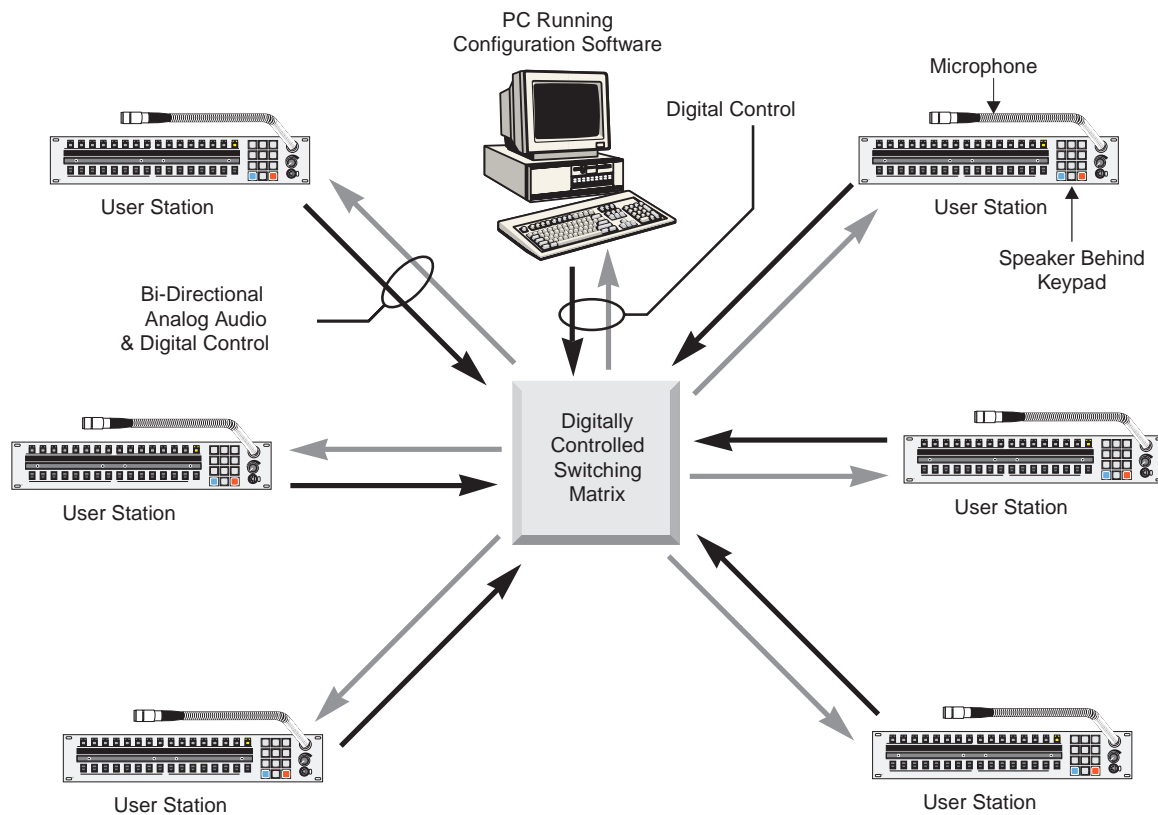 PC Running
Configuration Software
Microphone
Digital Control
User Station
User Station
Speaker Behind
Keypad
Bi-Directional
Analog Audio
& Digital Control
Digitally
Controlled
Switching
Matrix
User Station
User Station
User Station
User Station